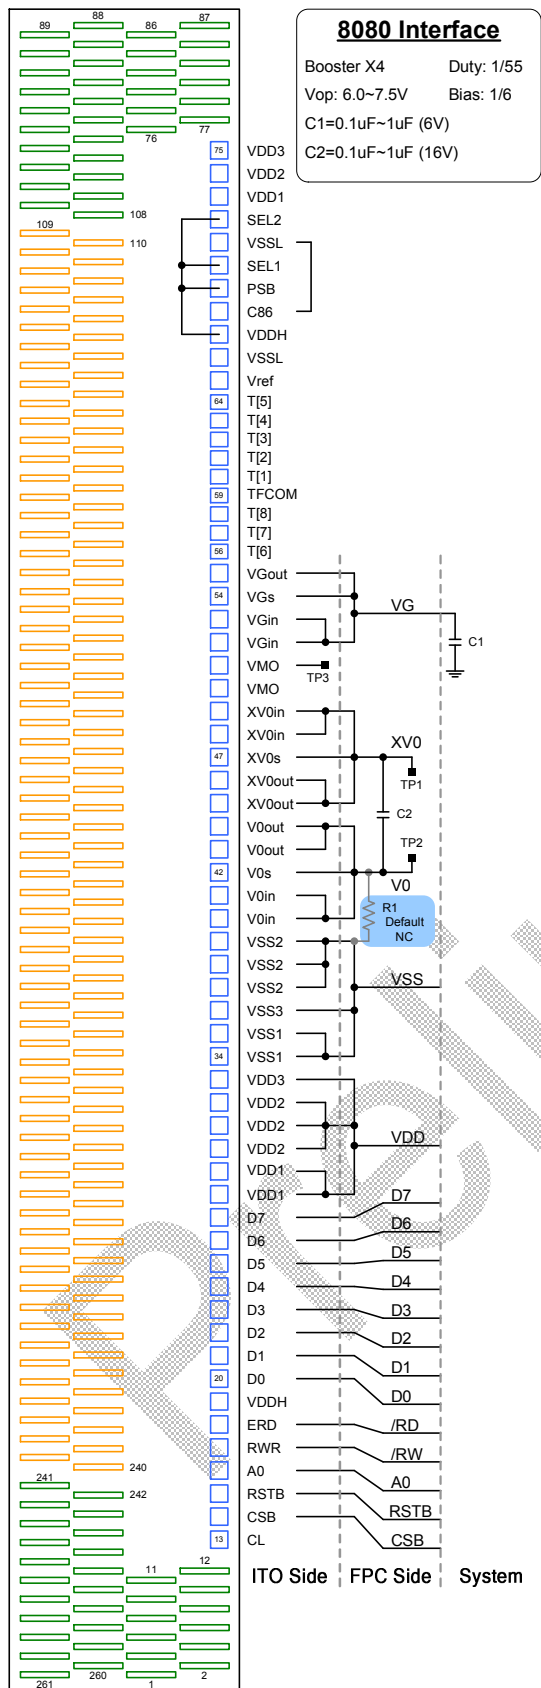 8080 Interface
Booster X4 Duty: 1/55
Vop: 6.0~7.5V Bias: 1/6
C1=0.1uF~1uF (6V)
C2=0.1uF~1uF (16V)
88 87
89 86
77
76
75 VDD3
VDD2
VDD1
108 SEL2
109
110 VSSL
SEL1
PSB
C86
VDDH
VSSL
Vref
64 T[5]
T[4]
T[3]
T[2]
T[1]
59 TFCOM
T[8]
T[7]
56 T[6]
VGout
54 VGs
VG
VGin
VGin
C1
VMO
TP3
VMO
XV0in
XV0in
XV0
47 XV0s
XV0out
TP1
XV0out
C2
V0out
V0out
TP2
42 V0s
V0
V0in
R1
Default
NC
V0in
VSS2
VSS2
VSS
VSS2
VSS3
VSS1
34 VSS1
VDD3
VDD2
VDD2
VDD
VDD2
VDD1
VDD1 D7
D7
D6 D6
D5 D5
D4 D4
D3 D3
D2 D2
D1 D1
20 D0 D0
VDDH
ERD /RD
RWR /RW
240 A0 A0
241
242 RSTB RSTB
CSB CSB
13 CL
12
11
ITO Side FPC Side System
261 260 1 2
Preli